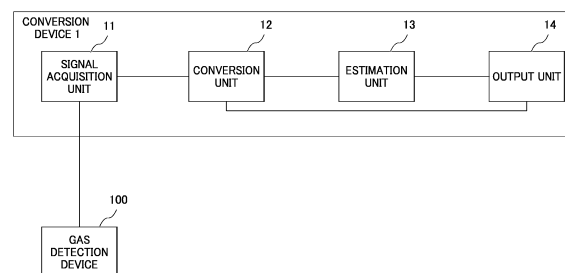 CONVERSION
DEVICE 1
11
12
13
14
SIGNAL
ACQUISITION
UNIT
CONVERSION
UNIT
ESTIMATION
UNIT
OUTPUT UNIT
100
GAS
DETECTION
DEVICE